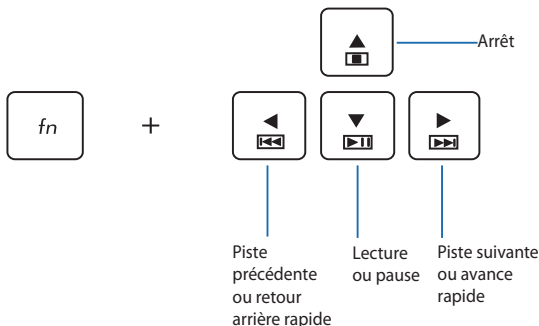 Arrêt
fn
+
Piste
précédente
ou retour
arrière rapide
Lecture
ou pause
Piste suivante
ou avance
rapide